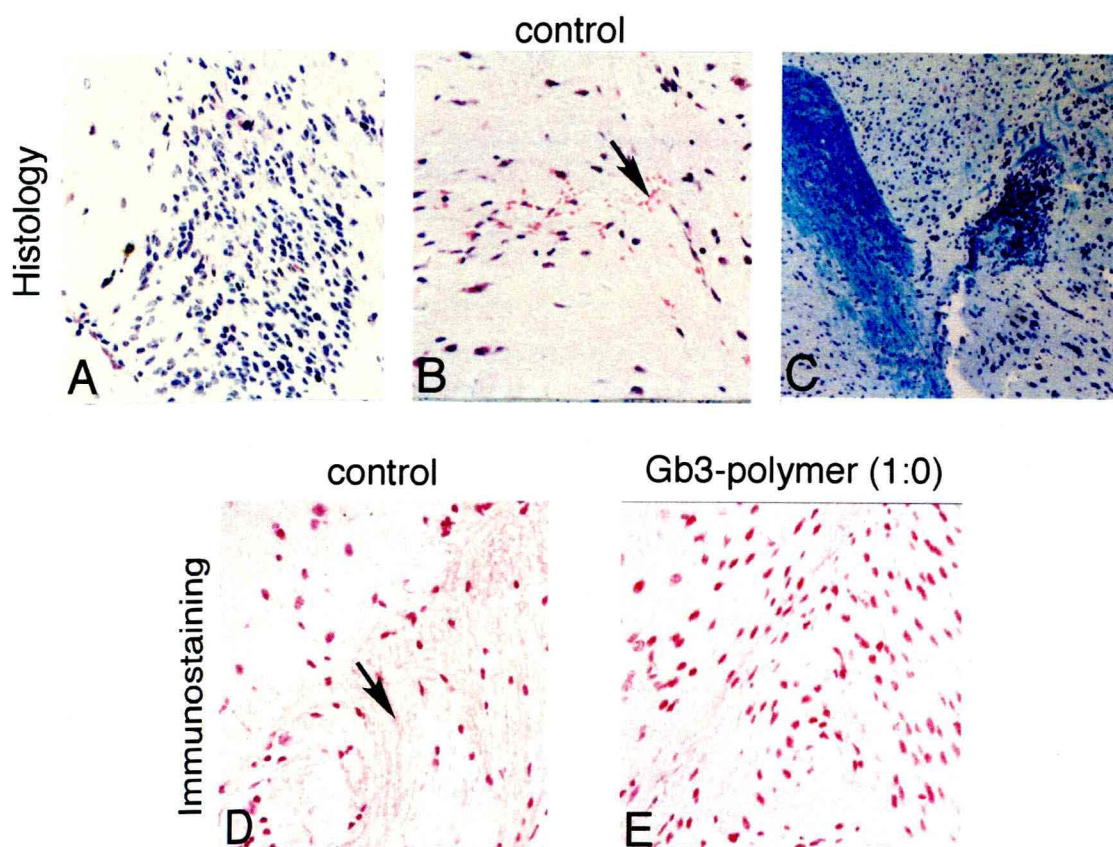 control
Histology
A
B
C
control
Gb3-polymer (1:0)
Immunostaining
D
E